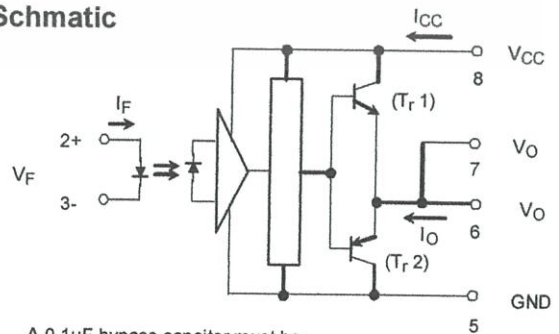 Schmatic
ICC
VCC
8
(Tr 1)
IF
2+
VO
7
VF
VO
3-
IO
6
(Tr 2)
GND
5
A 0.1μF bypass capacitor must be